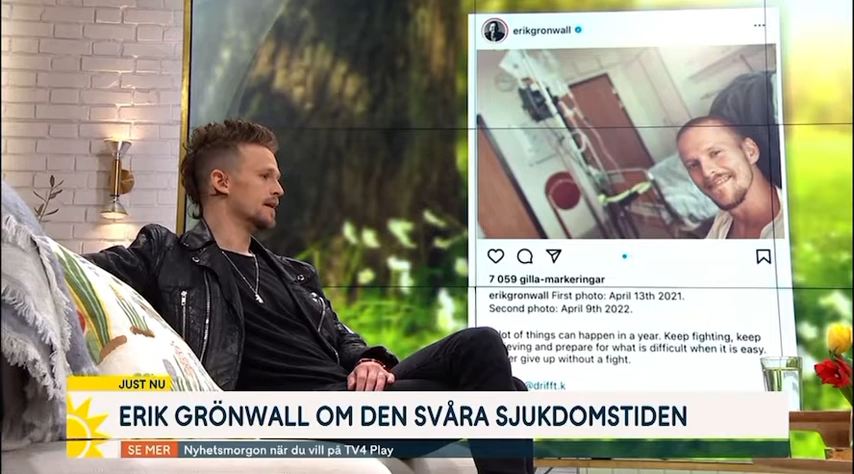 erikgronwall
7 059 gilla-markeringar
erikgronwall First photo: April 13th 2021.
Second photo: April 9th 2022.
lot of things can happen in a year. Keep fighting, keep
and prepare for what is difficult when it is easy.
give up without a fight.
@drifft.k
JUST NU
ERIK GRÖNWALL OM DEN SVÅRA SJUKDOMSTIDEN
SE MER
Nyhetsmorgon när du vill på TV4 Play